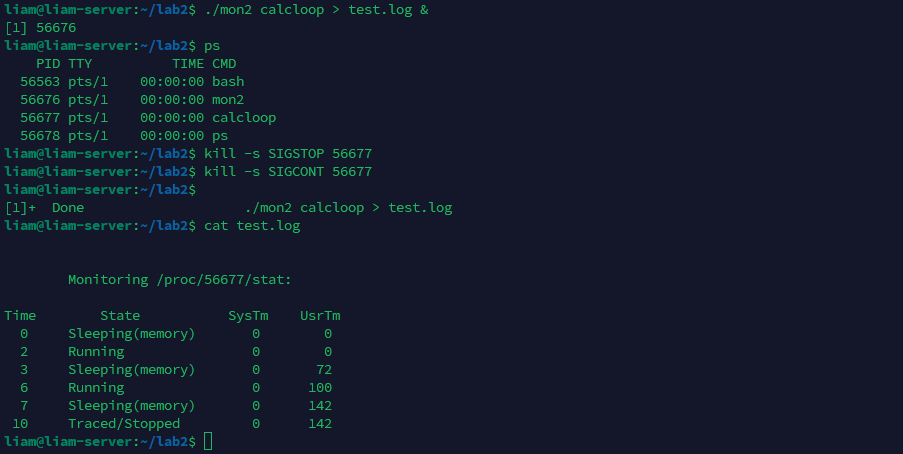 liam@liam-server:~/lab2$ ./mon2 calcloop > test.log &
[1] 56676
liam@liam-server:~/lab2$ ps
    PID TTY          TIME CMD
  56563 pts/1    00:00:00 bash
  56676 pts/1    00:00:00 mon2
  56677 pts/1    00:00:00 calcloop
  56678 pts/1    00:00:00 ps
liam@liam-server:~/lab2$ kill -s SIGSTOP 56677
liam@liam-server:~/lab2$ kill -s SIGCONT 56677
liam@liam-server:~/lab2$
[1]+  Done                    ./mon2 calcloop > test.log
liam@liam-server:~/lab2$ cat test.log
        Monitoring /proc/56677/stat:
Time        State           SysTm    UsrTm
  0     Sleeping(memory)       0        0
  2     Running                0        0
  3     Sleeping(memory)       0       72
  6     Running                0      100
  7     Sleeping(memory)       0      142
 10     Traced/Stopped         0      142
liam@liam-server:~/lab2$